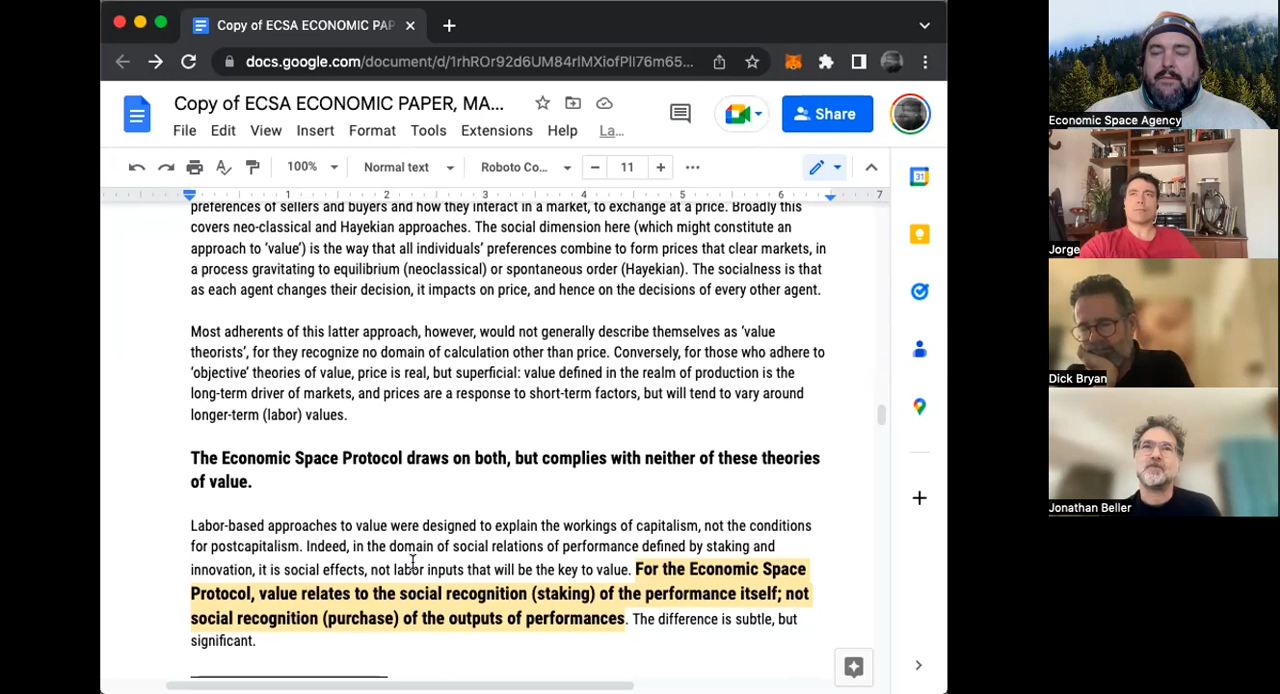 Copy of ECSA ECONOMIC PAP
docs.google.com/document/d/1rhROr92d6UM84rlMXiofPll76m65...
Copy of ECSA ECONOMIC PAPER, MA...
File Edit View Insert Format Tools Extensions Help La...
Share
100% Normal text Roboto Co... 11
1 2 3 4 5 6 7
31
preferences of sellers and buyers and how they interact in a market, to exchange at a price. Broadly this
covers neo-classical and Hayekian approaches. The social dimension here (which might constitute an
approach to 'value') is the way that all individuals' preferences combine to form prices that clear markets, in
a process gravitating to equilibrium (neoclassical) or spontaneous order (Hayekian). The socialness is that
as each agent changes their decision, it impacts on price, and hence on the decisions of every other agent.
Most adherents of this latter approach, however, would not generally describe themselves as 'value
theorists', for they recognize no domain of calculation other than price. Conversely, for those who adhere to
'objective' theories of value, price is real, but superficial: value defined in the realm of production is the
long-term driver of markets, and prices are a response to short-term factors, but will tend to vary around
longer-term (labor) values.
The Economic Space Protocol draws on both, but complies with neither of these theories
of value.
Labor-based approaches to value were designed to explain the workings of capitalism, not the conditions
for postcapitalism. Indeed, in the domain of social relations of performance defined by staking and
innovation, it is social effects, not labor inputs that will be the key to value. For the Economic Space
Protocol, value relates to the social recognition (staking) of the performance itself; not
social recognition (purchase) of the outputs of performances. The difference is subtle, but
significant.
Economic Space Agency
Jorge
Dick Bryan
Jonathan Beller